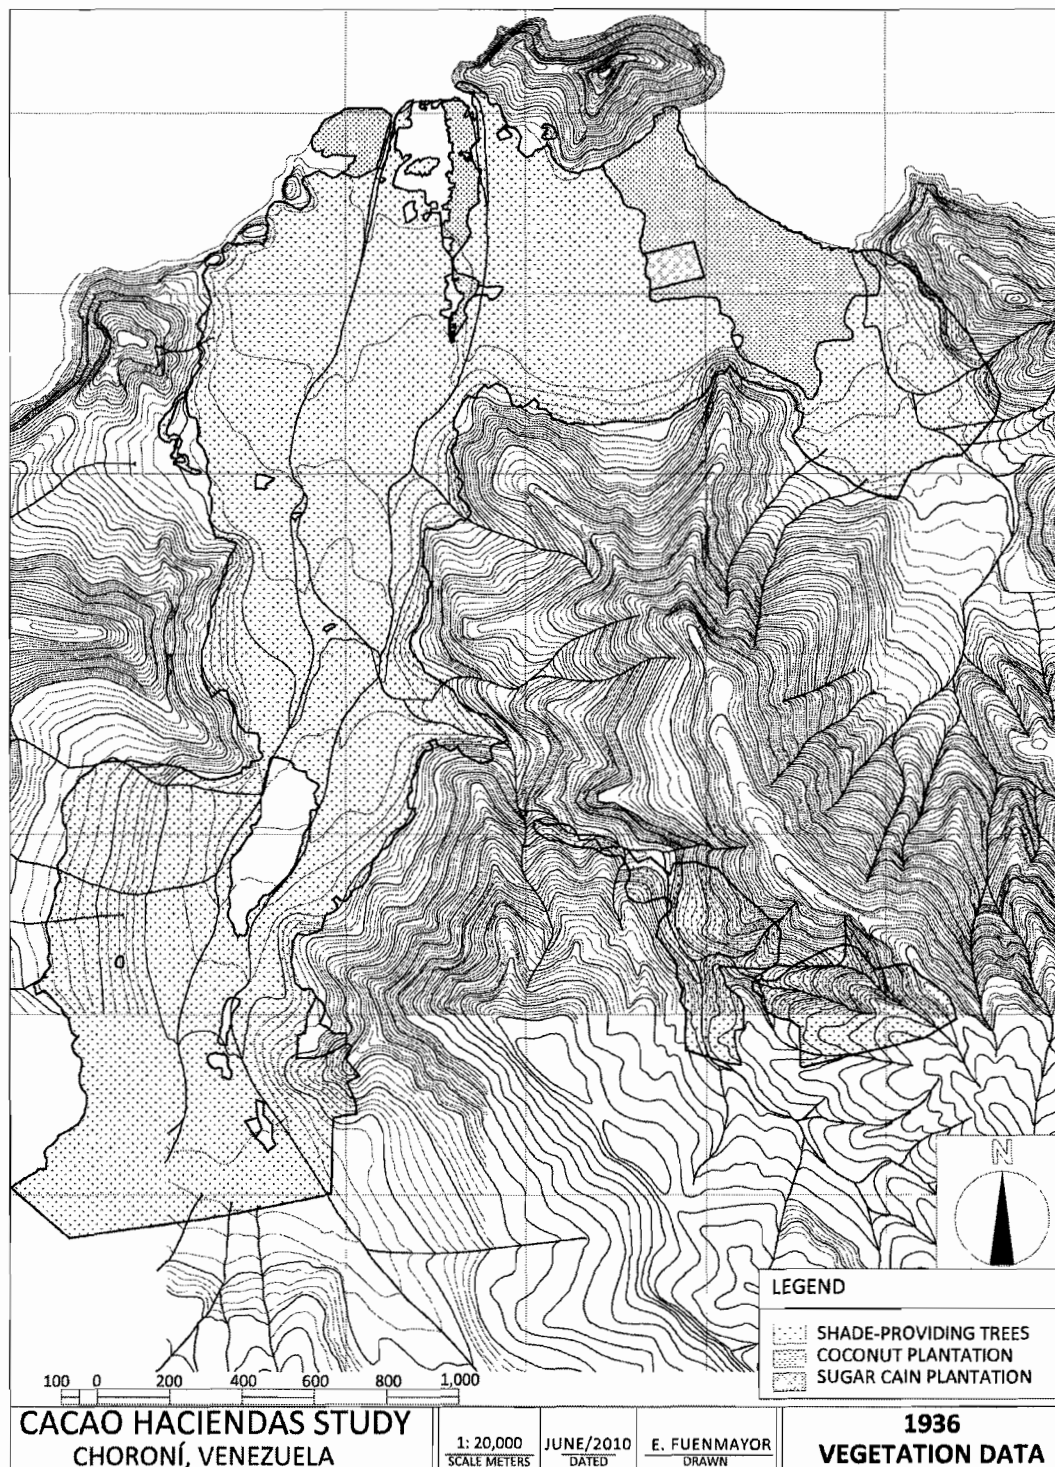 N
LEGEND
SHADE-PROVIDING TREES
COCONUT PLANTATION
SUGAR CAIN PLANTATION
100 0 200 400 600 800 1,000
CACAO HACIENDAS STUDY
CHORONÍ, VENEZUELA
1: 20,000
SCALE METERS
JUNE/2010
DATED
E. FUENMAYOR
DRAWN
1936
VEGETATION DATA